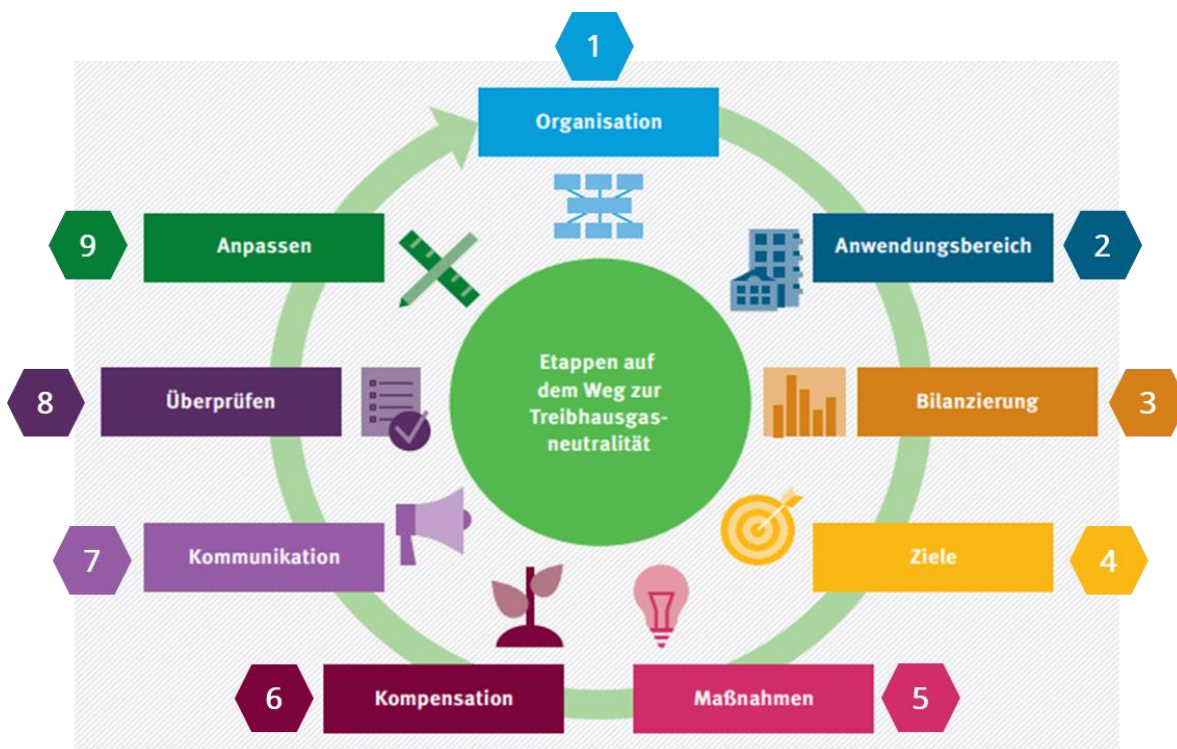 1
Organisation
2
Anwendungsbereich
3
Bilanzierung
4
Ziele
5
Maßnahmen
6
Kompensation
7
Kommunikation
8
Überprüfen
9
Anpassen
Etappen auf
dem Weg zur
Treibhausgas-
neutralität